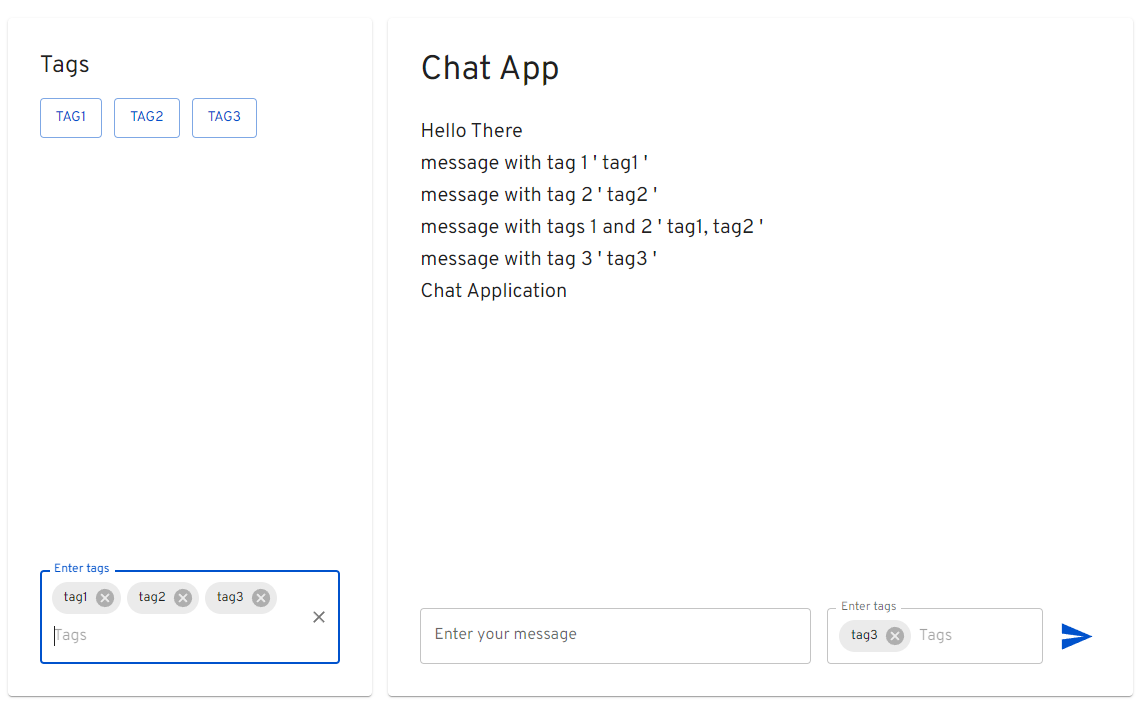 Tags
TAG1 TAG2 TAG3
Enter tags
tag1 tag2 tag3
Tags
Chat App
Hello There
message with tag 1 ' tag1 '
message with tag 2 ' tag2 '
message with tags 1 and 2 ' tag1, tag2 '
message with tag 3 ' tag3 '
Chat Application
Enter your message
Enter tags
tag3 Tags